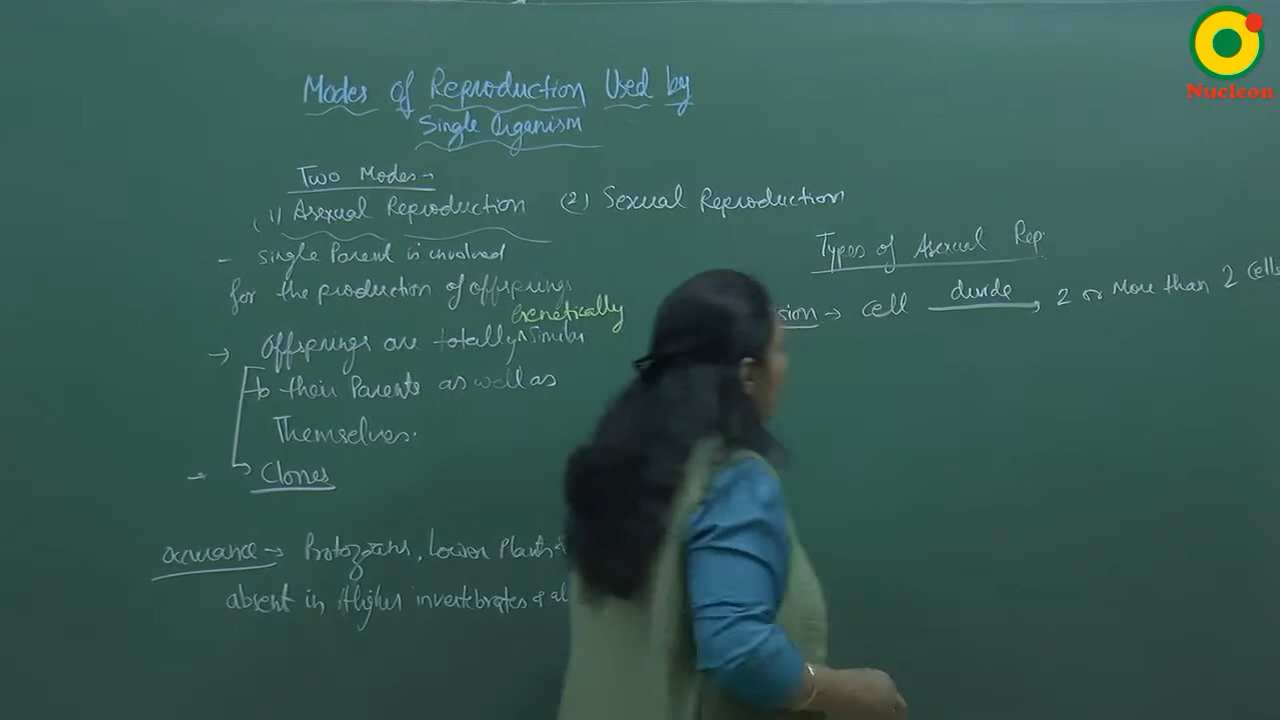 Nucleon
Modes of Reproduction Used by
Single Organism
Two Modes-
(1) Asexual Reproduction (2) Sexual Reproduction
- Single Parent is involved
for the production of offsprings
genetically
→ Offsprings are totally ^ Similar
to their Parents as well as
Themselves.
→ Clones
→ Protozoans, Lower Plants
absent in Higher invertebrates & al
Types of Asexual Rep.
sion → cell divide → 2 or More than 2 Cells